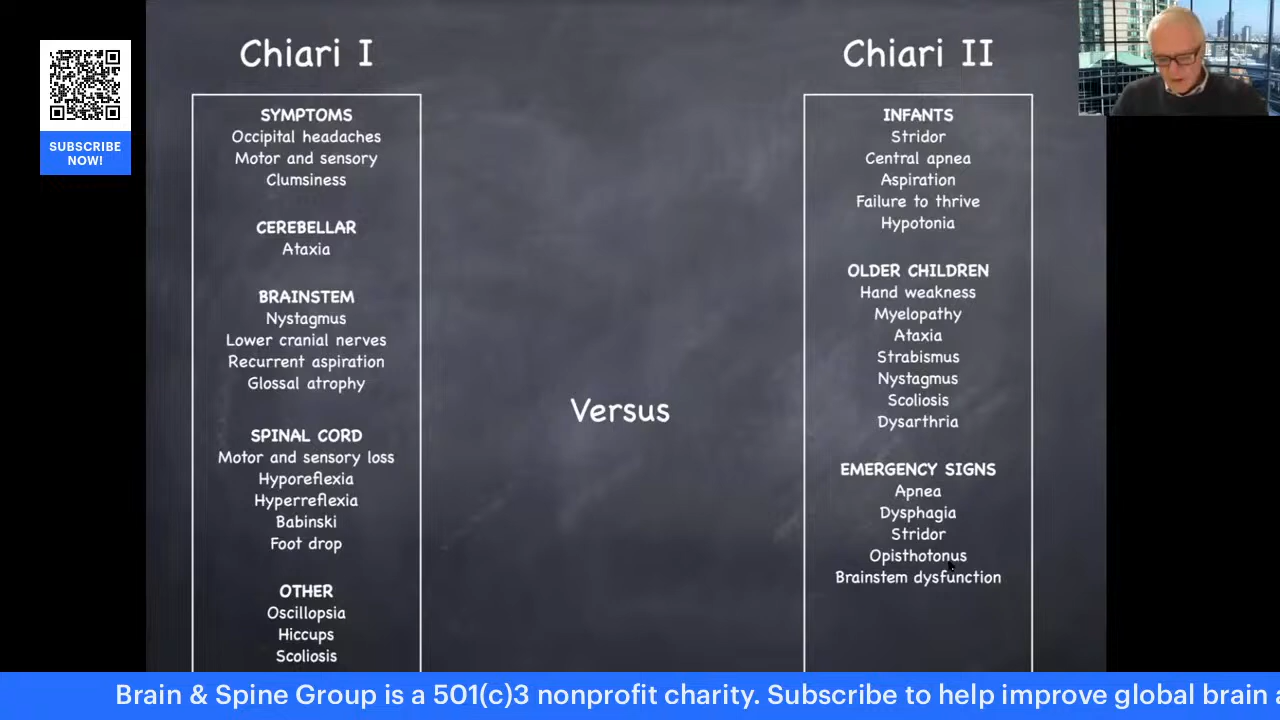 SUBSCRIBE
NOW!
Chiari I
SYMPTOMS
Occipital headaches
Motor and sensory
Clumsiness
CEREBELLAR
Ataxia
BRAINSTEM
Nystagmus
Lower cranial nerves
Recurrent aspiration
Glossal atrophy
SPINAL CORD
Motor and sensory loss
Hyporeflexia
Hyperreflexia
Babinski
Foot drop
OTHER
Oscillopsia
Hiccups
Scoliosis
Versus
Chiari II
INFANTS
Stridor
Central apnea
Aspiration
Failure to thrive
Hypotonia
OLDER CHILDREN
Hand weakness
Myelopathy
Ataxia
Strabismus
Nystagmus
Scoliosis
Dysarthria
EMERGENCY SIGNS
Apnea
Dysphagia
Stridor
Opisthotonus
Brainstem dysfunction
Brain & Spine Group is a 501(c)3 nonprofit charity. Subscribe to help improve global brain